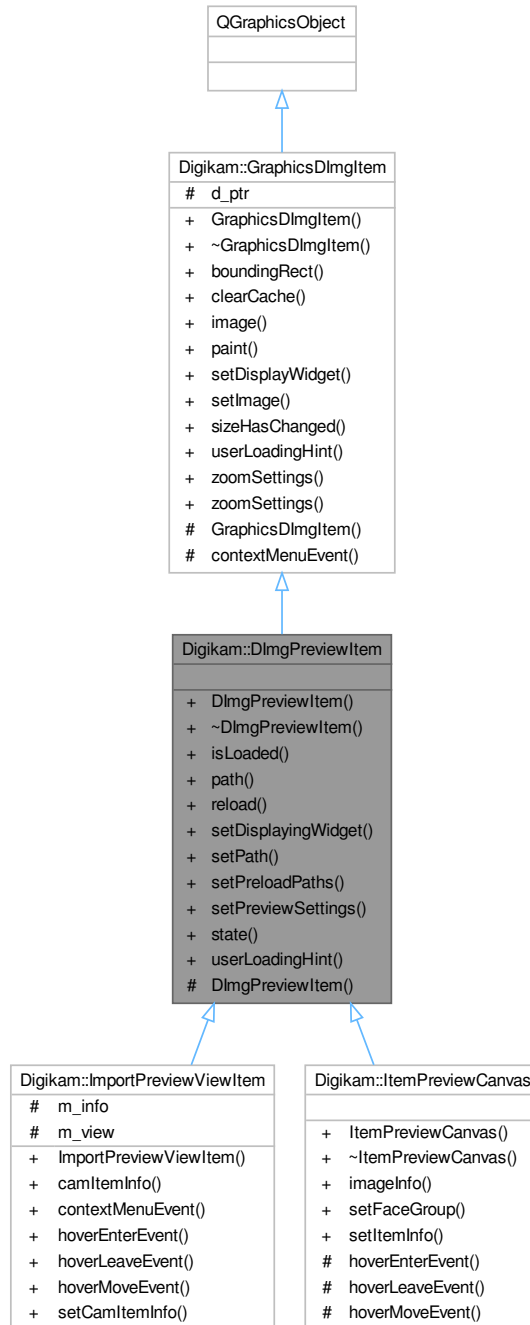 QGraphicsObject
Digikam::GraphicsDImgItem
# d_ptr
+ GraphicsDImgItem()
+ ~GraphicsDImgItem()
+ boundingRect()
+ clearCache()
+ image()
+ paint()
+ setDisplayWidget()
+ setImage()
+ sizeHasChanged()
+ userLoadingHint()
+ zoomSettings()
+ zoomSettings()
# GraphicsDImgItem()
# contextMenuEvent()
Digikam::DImgPreviewItem
+ DImgPreviewItem()
+ ~DImgPreviewItem()
+ isLoaded()
+ path()
+ reload()
+ setDisplayingWidget()
+ setPath()
+ setPreloadPaths()
+ setPreviewSettings()
+ state()
+ userLoadingHint()
# DImgPreviewItem()
Digikam::ImportPreviewViewItem
# m_info
# m_view
+ ImportPreviewViewItem()
+ camItemInfo()
+ contextMenuEvent()
+ hoverEnterEvent()
+ hoverLeaveEvent()
+ hoverMoveEvent()
+ setCamItemInfo()
Digikam::ItemPreviewCanvas
+ ItemPreviewCanvas()
+ ~ItemPreviewCanvas()
+ imageInfo()
+ setFaceGroup()
+ setItemInfo()
# hoverEnterEvent()
# hoverLeaveEvent()
# hoverMoveEvent()